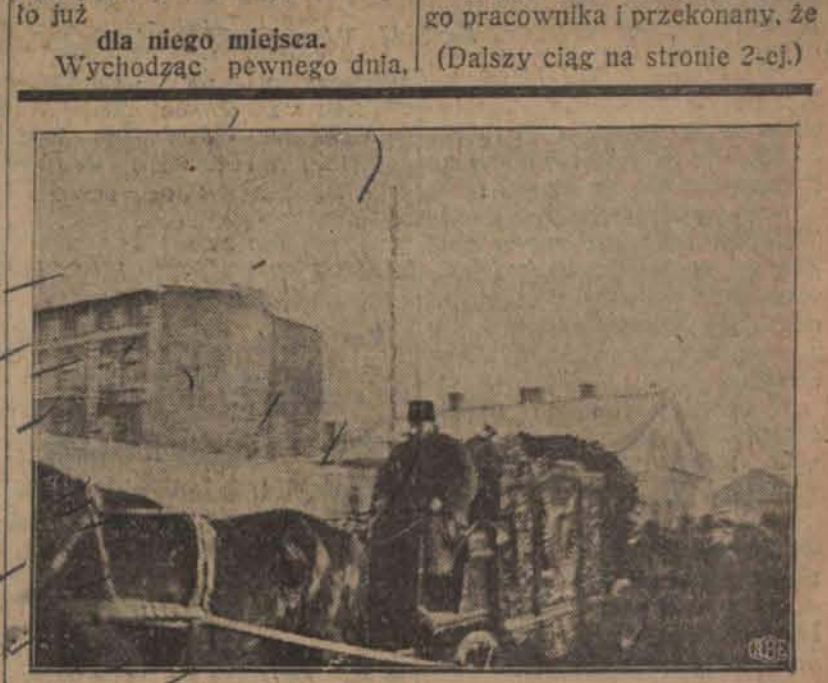 ło już
dla niego miejsca.
Wychodząc pewnego dnia,
go pracownika i przekonany, że
(Dalszy ciąg na stronie 2-ej.)